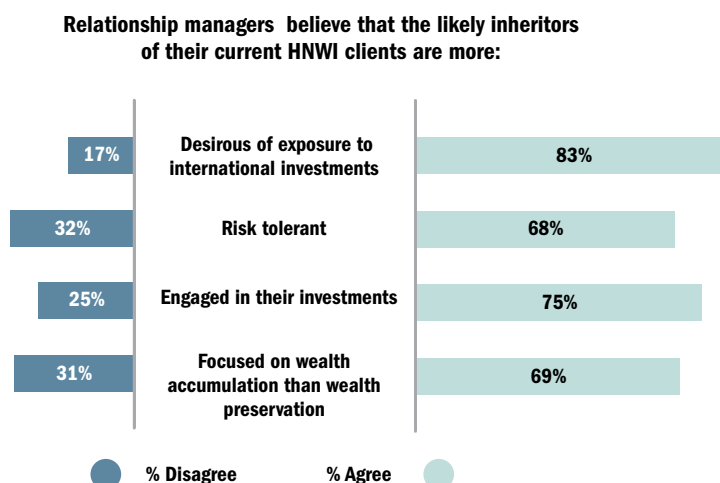 Relationship managers believe that the likely inheritors
of their current HNWI clients are more:
17%
Desirous of exposure to
international investments
83%
32%
Risk tolerant
68%
25%
Engaged in their investments
75%
31%
Focused on wealth
accumulation than wealth
preservation
69%
% Disagree
% Agree